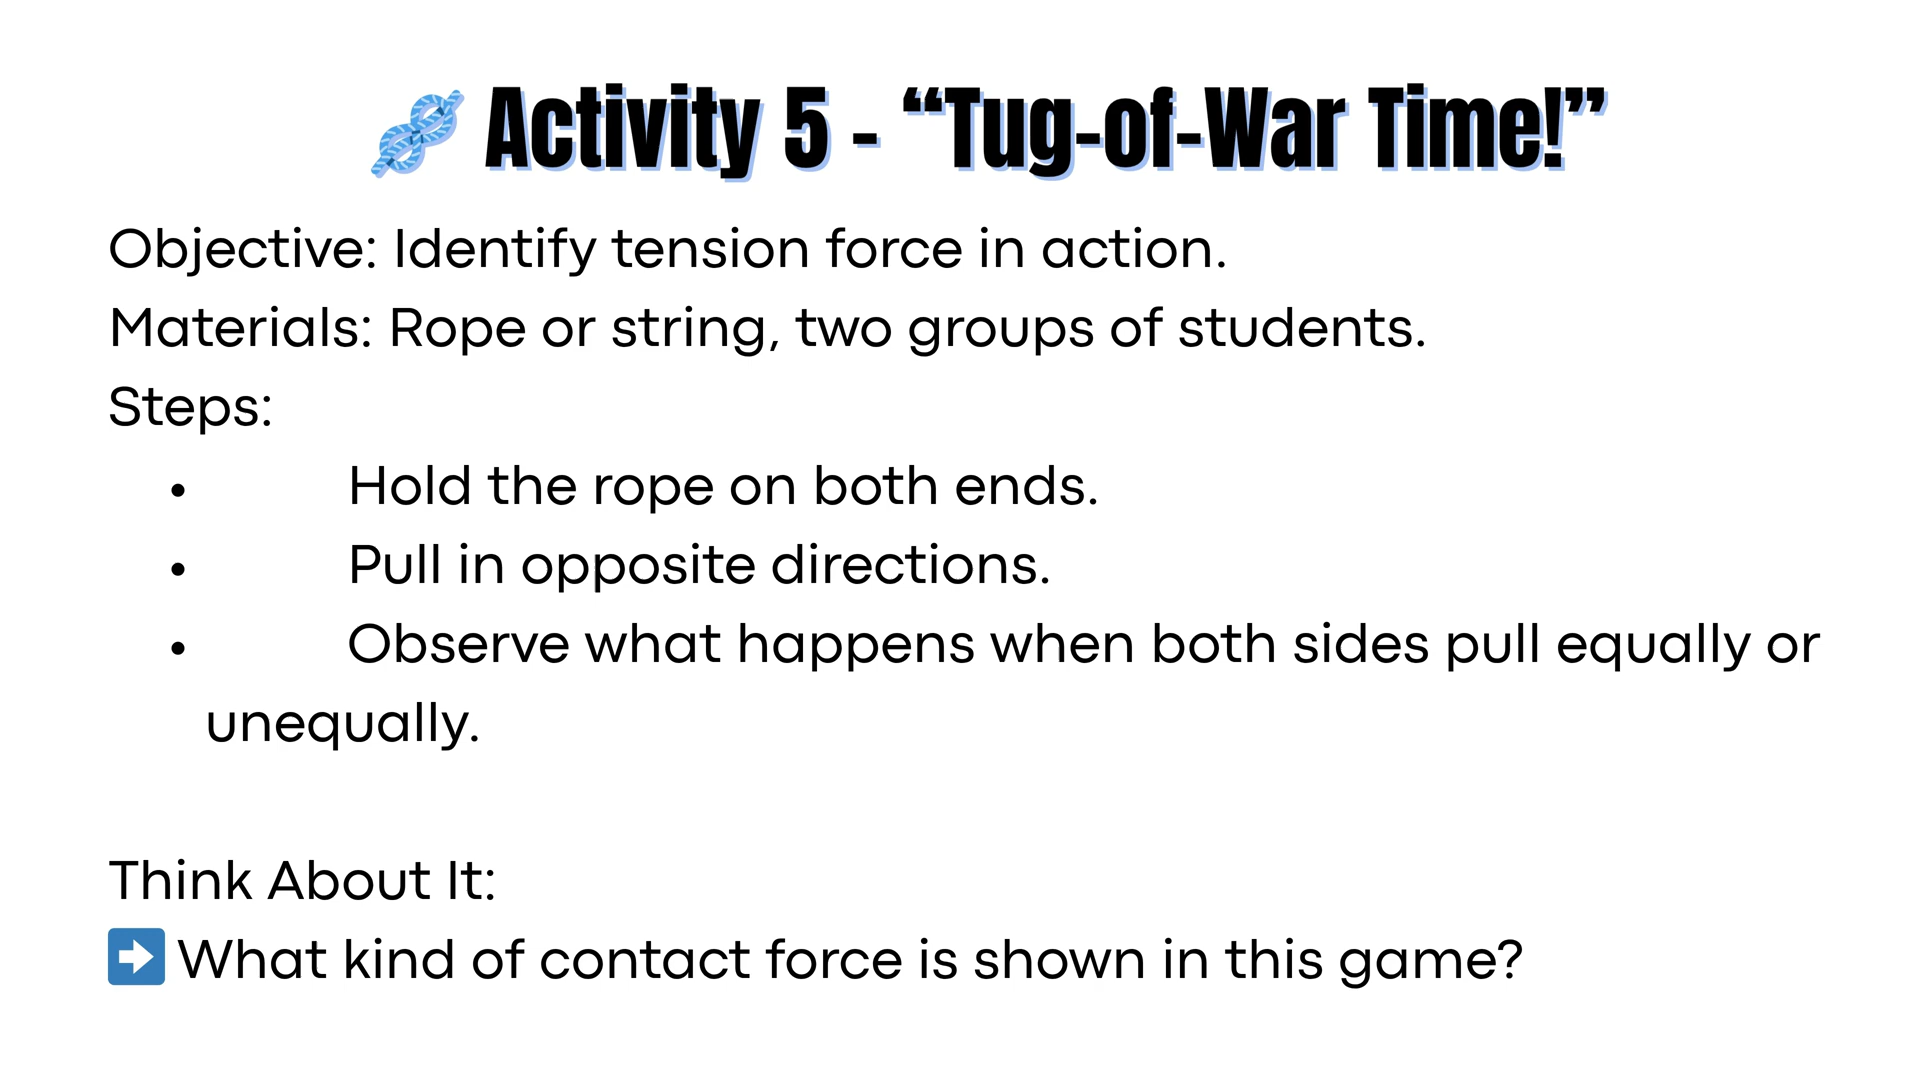 🪢 Activity 5 - “Tug-of-War Time!”
Objective: Identify tension force in action.
Materials: Rope or string, two groups of students.
Steps:
• Hold the rope on both ends.
• Pull in opposite directions.
• Observe what happens when both sides pull equally or
unequally.
Think About It:
➡️ What kind of contact force is shown in this game?